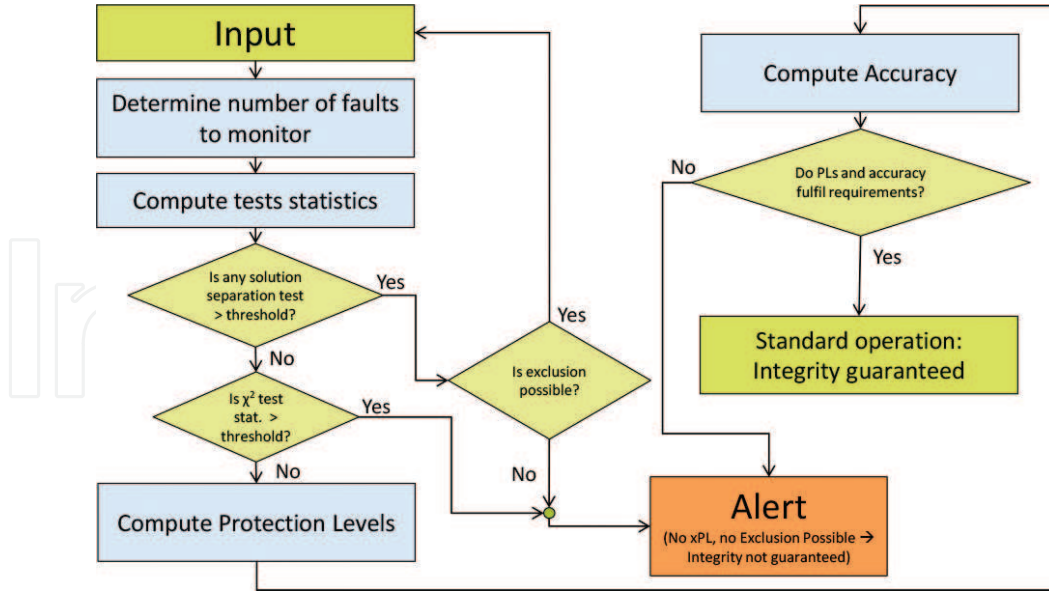 Input
Determine number of faults
to monitor
Compute tests statistics
Is any solution
separation test
> threshold?
Yes
No
Is χ² test
stat. >
threshold?
Yes
No
Compute Protection Levels
Yes
Is exclusion
possible?
No
Compute Accuracy
Do PLs and accuracy
fulfil requirements?
No
Yes
Standard operation:
Integrity guaranteed
Alert
(No xPL, no Exclusion Possible →
Integrity not guaranteed)